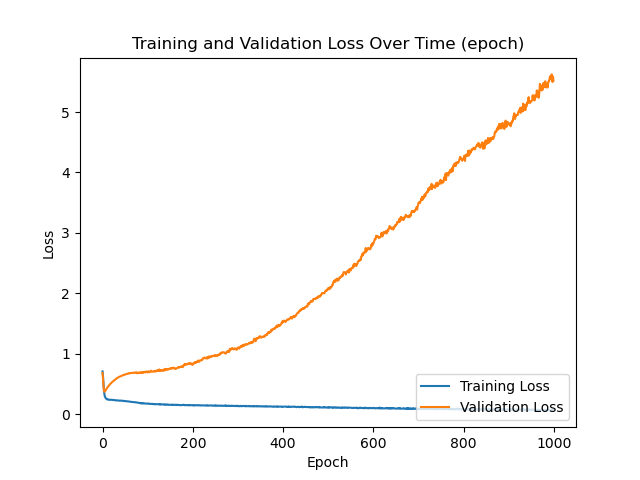 Training and Validation Loss Over Time (epoch)
5
4
3
2
1
0
Loss
Training Loss
Validation Loss
0 200 400 600 800 1000
Epoch